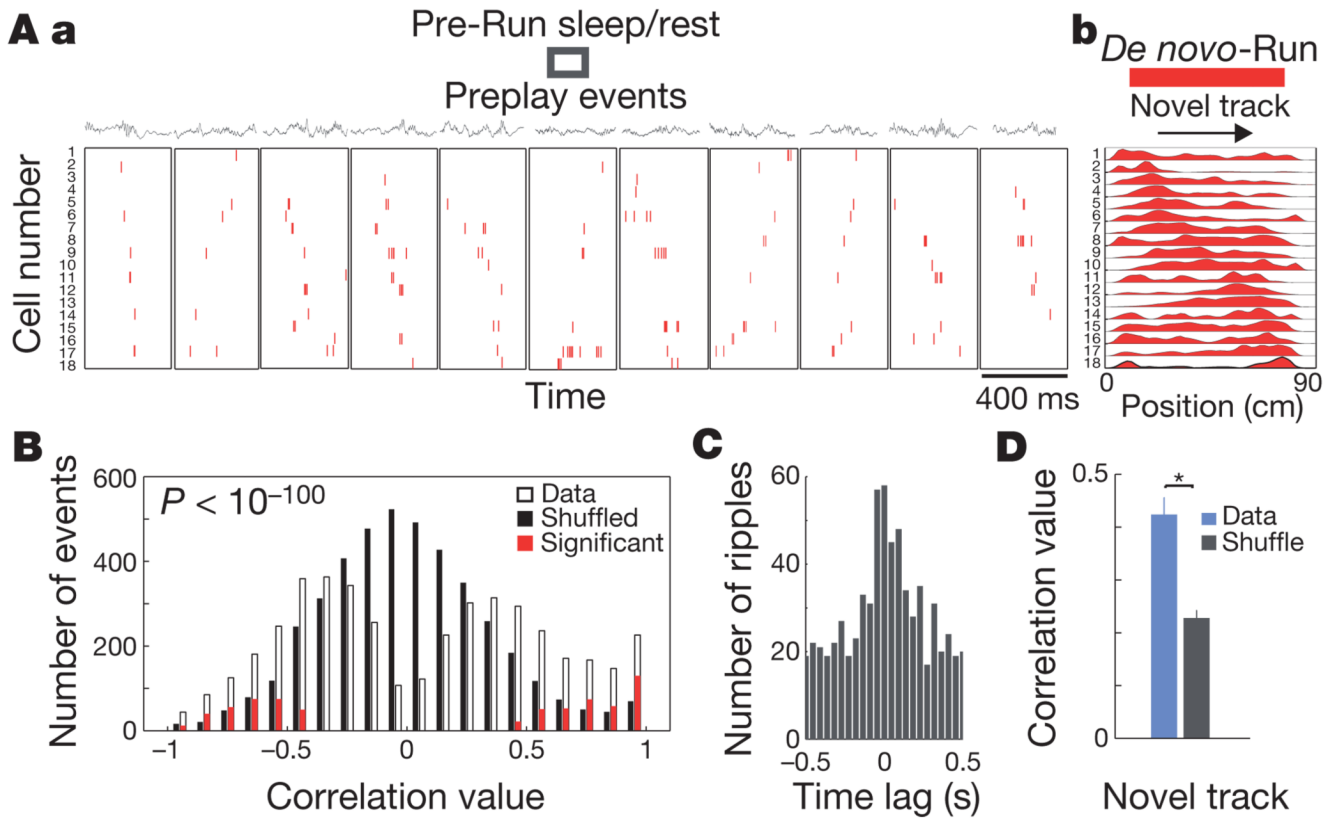 A a
Pre-Run sleep/rest
Preplay events
b
De novo-Run
Novel track
Cell number
1
2
3
4
5
6
7
8
9
10
11
12
13
14
15
16
17
18
Time
400 ms
1
2
3
4
5
6
7
8
9
10
11
12
13
14
15
16
17
18
0 90
Position (cm)
B
Number of events
600
400
200
0
P < 10–100
Data
Shuffled
Significant
−1 −0.5 0 0.5 1
Correlation value
C
Number of ripples
60
40
20
0
−0.5 0 0.5
Time lag (s)
D
Correlation value
0.5
0
*
Data
Shuffle
Novel track